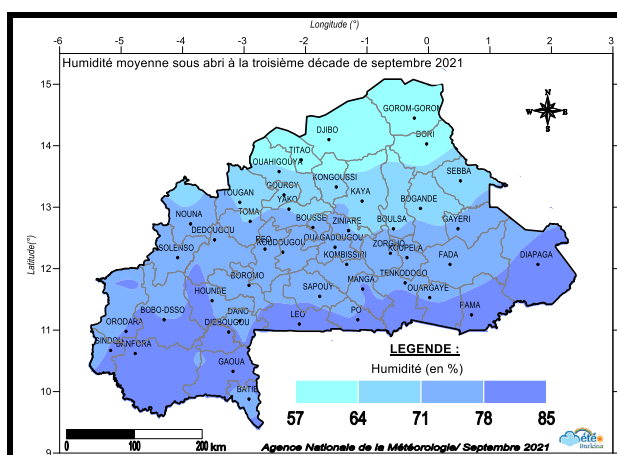 Longitude (°)
-6 -5 -4 -3 -2 -1 0 1 2 3
Humidité moyenne sous abri à la troisième décade de septembre 2021
15
GOROM-GOROM
N
W E
S
DJIBO
DORI
14
TITAO
OUAHIGOUYA
SEBBA
KONGOUSSI
GOURCY
TOUGAN
KAYA
YAKO
BOGANDE
13
NOUNA
TOMA
BOUSSE
ZINIARE
BOULSA
GAYERI
DEDOUGOU
OUAGADOUGOU
Latitude(°)
SOLENSO
REO
KOUDOUGOU
ZORGHO
KOUPELA
KOMBISSIRI
FADA
DIAPAGA
12
BOROMO
TENKODOGO
MANGA
HOUNDE
SAPOUY
OUARGAYE
BOBO-DSSO
DANO
LEO
PO
PAMA
ORODARA
DIEBOUGOU
11
SINDOU
BANFORA
LEGENDE :
GAOUA
Humidité (en %)
10
BATIE
57 64 71 78 85
0 100 200 km
Agence Nationale de la Météorologie/ Septembre 2021
été
Burkina
9